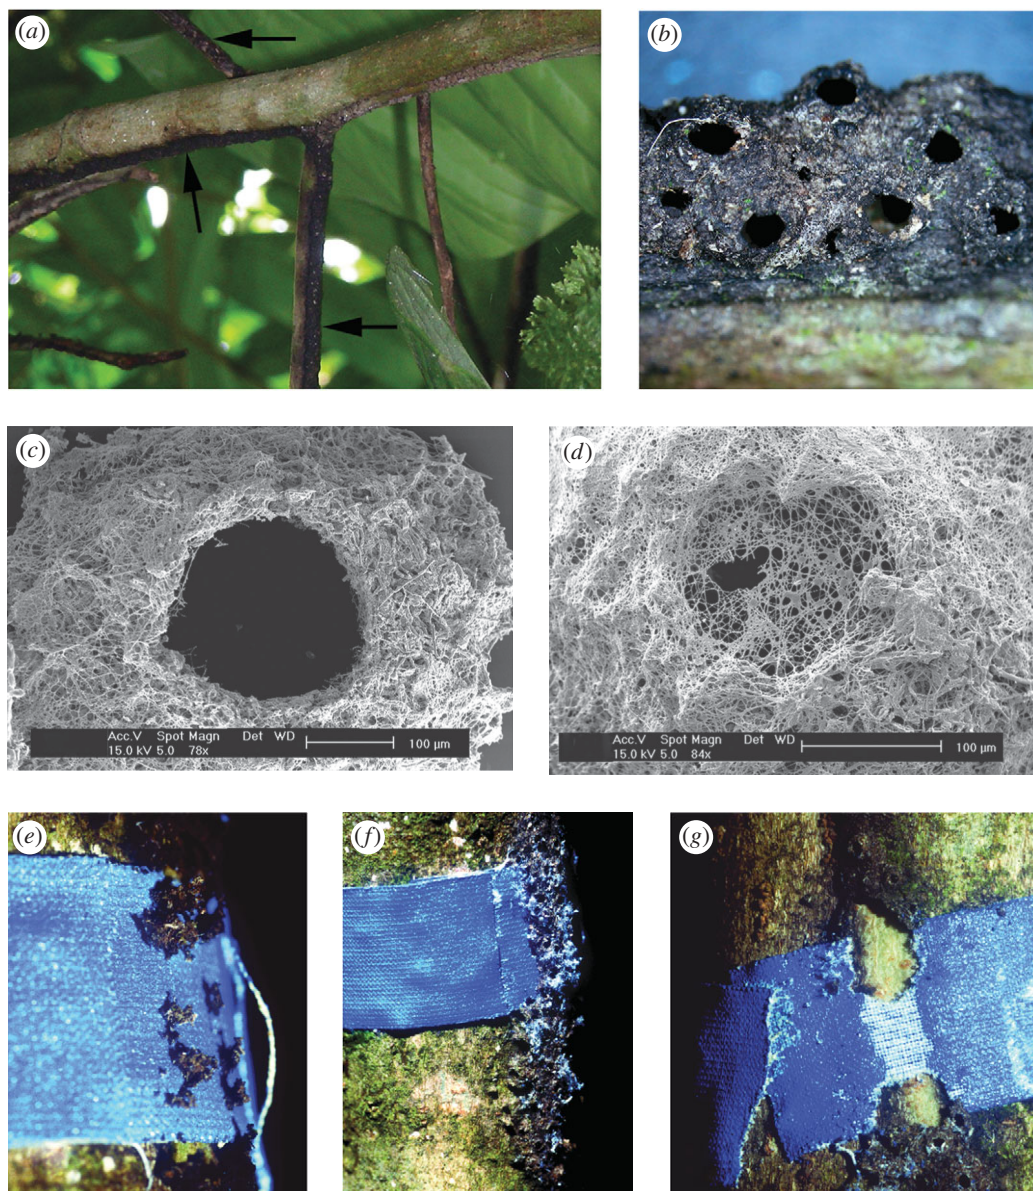 (a)
(b)
(c)
Acc.V Spot Magn Det WD
15.0 kV 5.0 78x
100 µm
(d)
Acc.V Spot Magn Det WD
15.0 kV 5.0 84x
100 µm
(e)
(f)
(g)